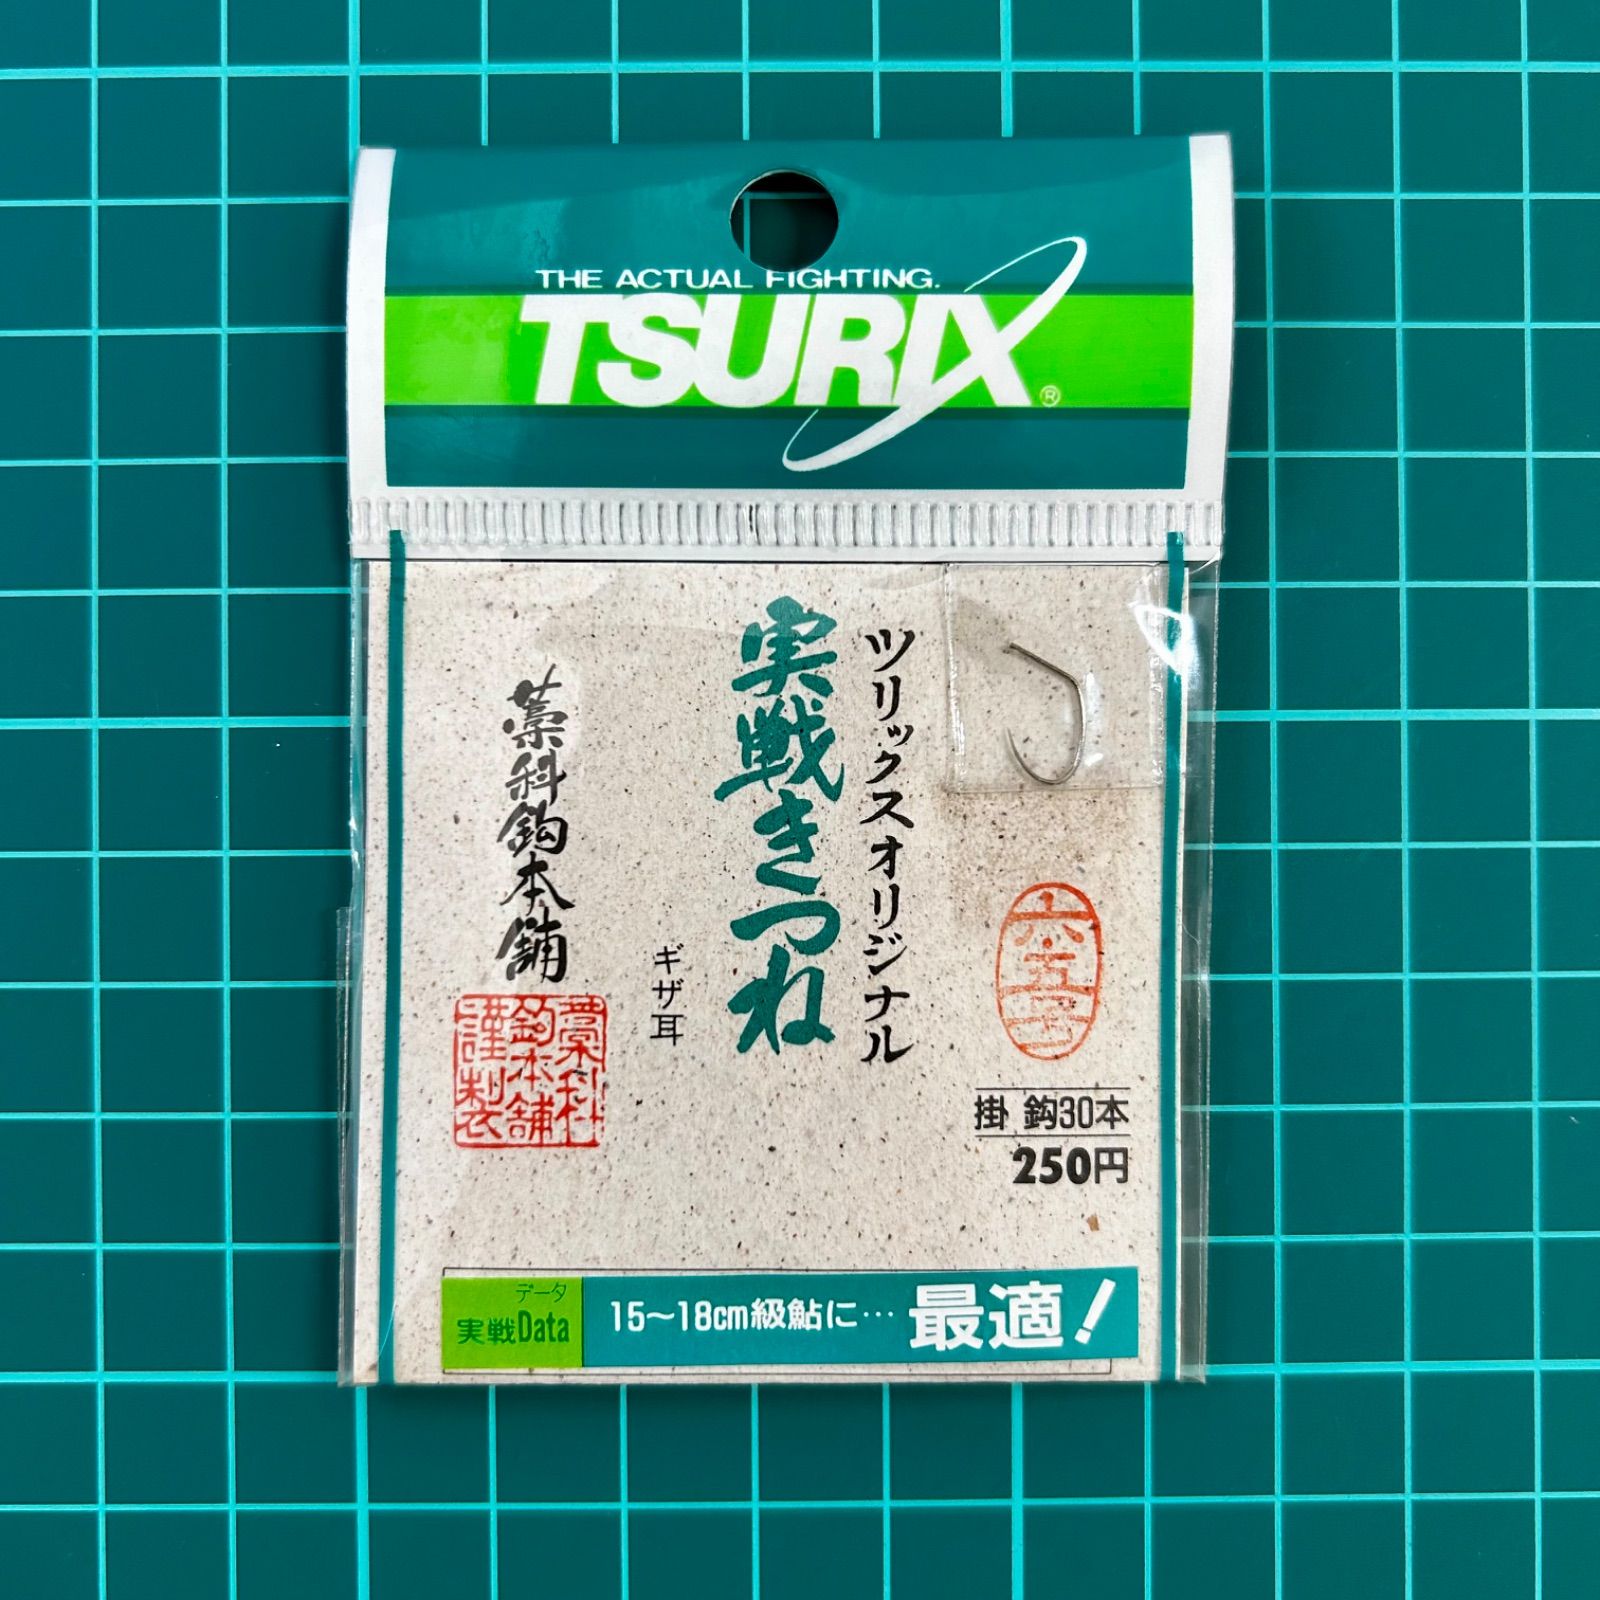 THE ACTUAL FIGHTING.
TSURIX®
ツリックスオリジナル
実戦きつね
ギザ耳
藁科鈎本舗
藁科
鈎本舗
謹製
六・五号
掛 鈎30本
250円
データ
実戦Data
15〜18cm級鮎に…最適!